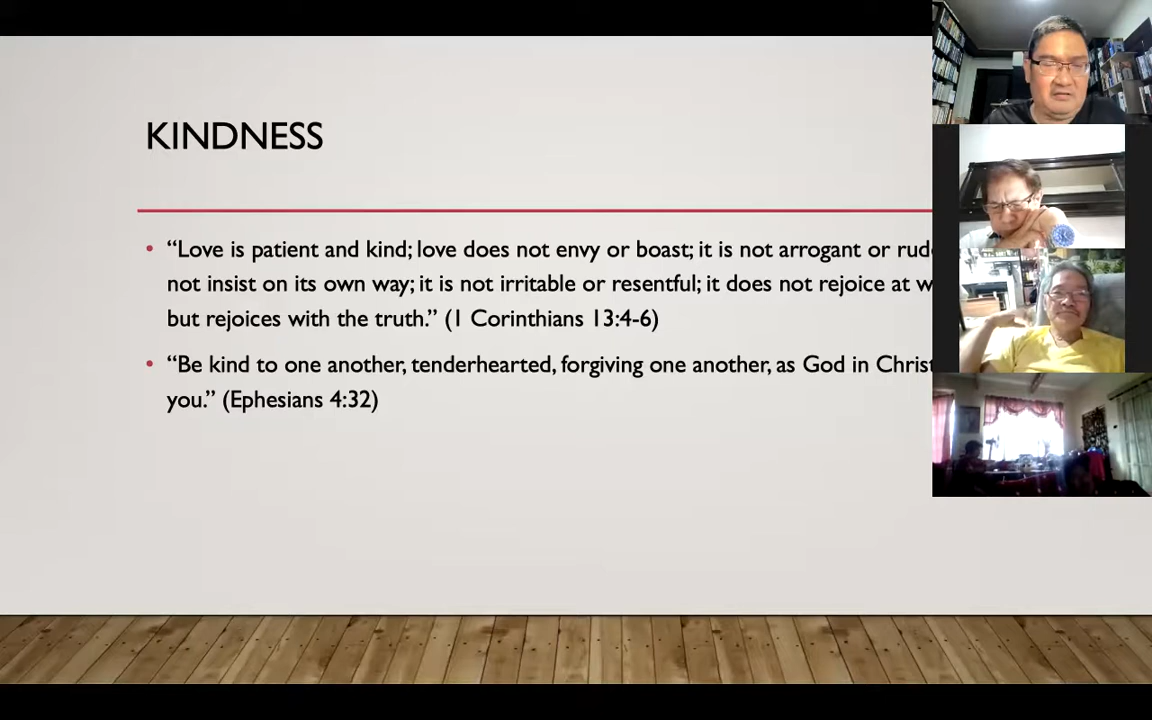 KINDNESS
• “Love is patient and kind; love does not envy or boast; it is not arrogant or
not insist on its own way; it is not irritable or resentful; it does not rejoice at
but rejoices with the truth.” (1 Corinthians 13:4-6)
• “Be kind to one another, tenderhearted, forgiving one another, as God in Christ
you.” (Ephesians 4:32)